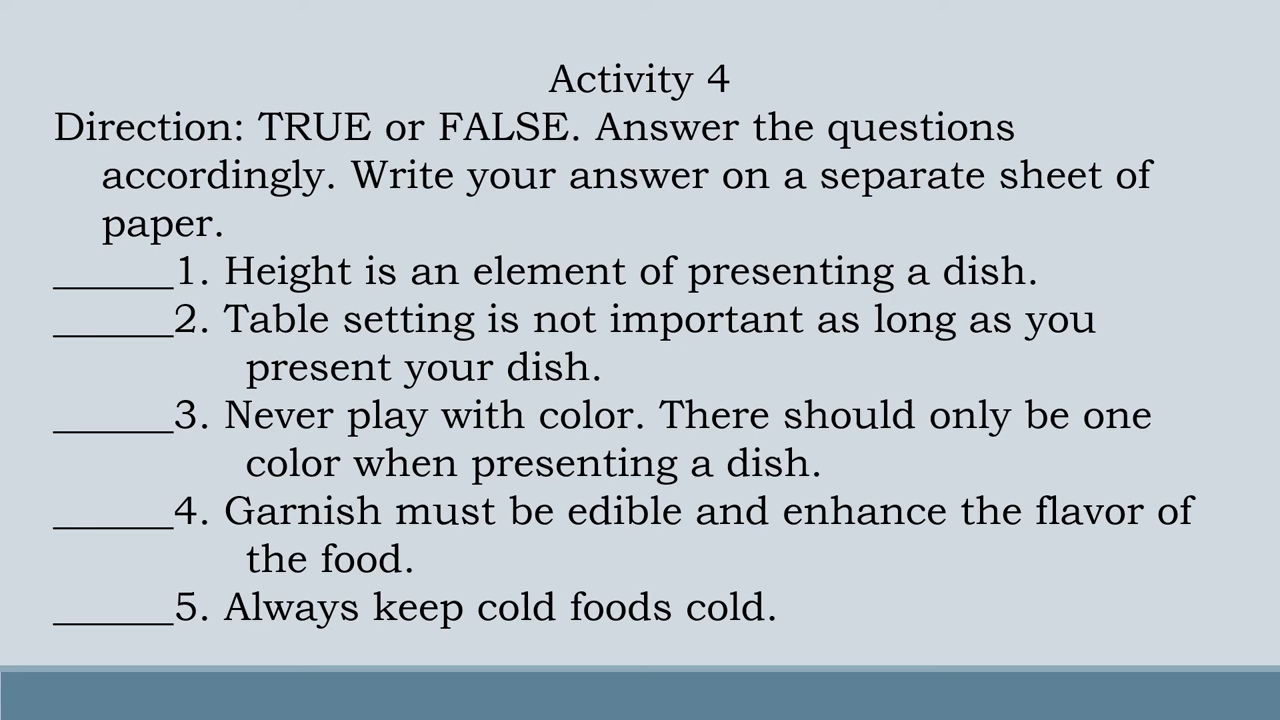 Activity 4
Direction: TRUE or FALSE. Answer the questions
accordingly. Write your answer on a separate sheet of
paper.
______1. Height is an element of presenting a dish.
______2. Table setting is not important as long as you
present your dish.
______3. Never play with color. There should only be one
color when presenting a dish.
______4. Garnish must be edible and enhance the flavor of
the food.
______5. Always keep cold foods cold.